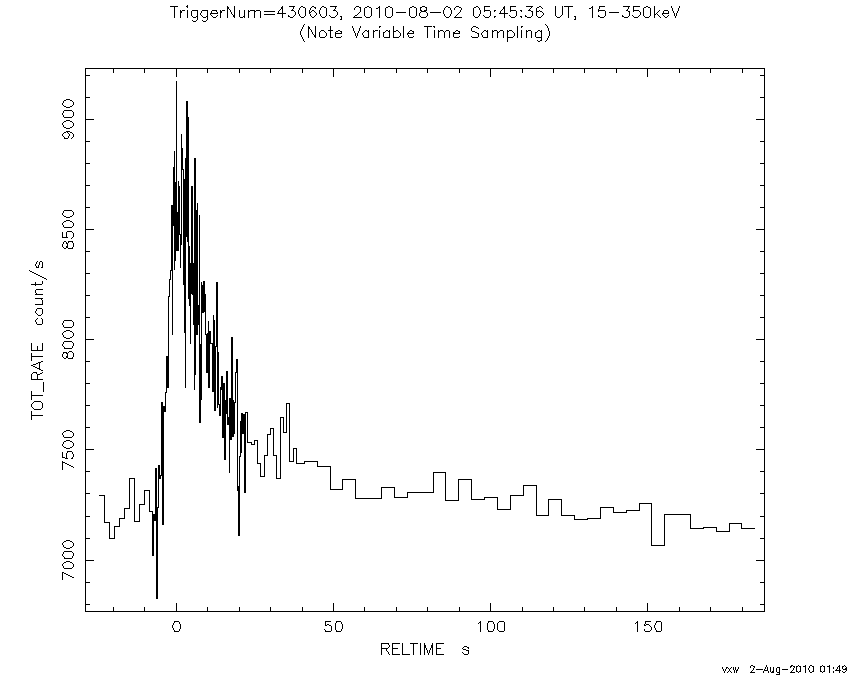 TriggerNum=430603, 2010-08-02 05:45:36 UT, 15-350keV
(Note Variable Time Sampling)
TOT_RATE count/s
9000
8500
8000
7500
7000
0 50 100 150
RELTIME s
vxw 2-Aug-2010 01:49